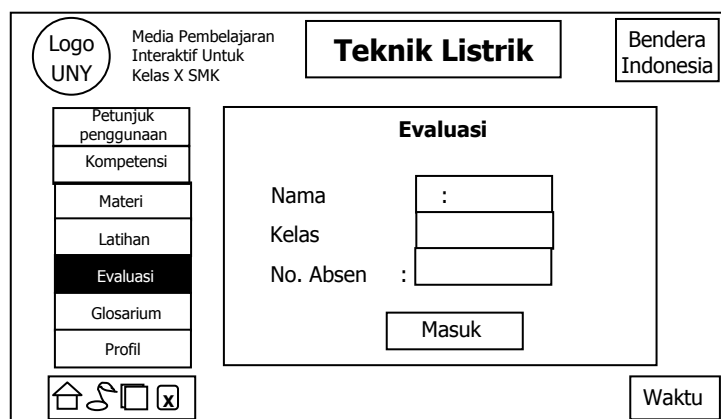 Logo
UNY
Media Pembelajaran
Interaktif Untuk
Kelas X SMK
Teknik Listrik
Bendera
Indonesia
Petunjuk
penggunaan
Kompetensi
Materi
Latihan
Evaluasi
Glosarium
Profil
Evaluasi
Nama :
Kelas
No. Absen :
Masuk
x
Waktu